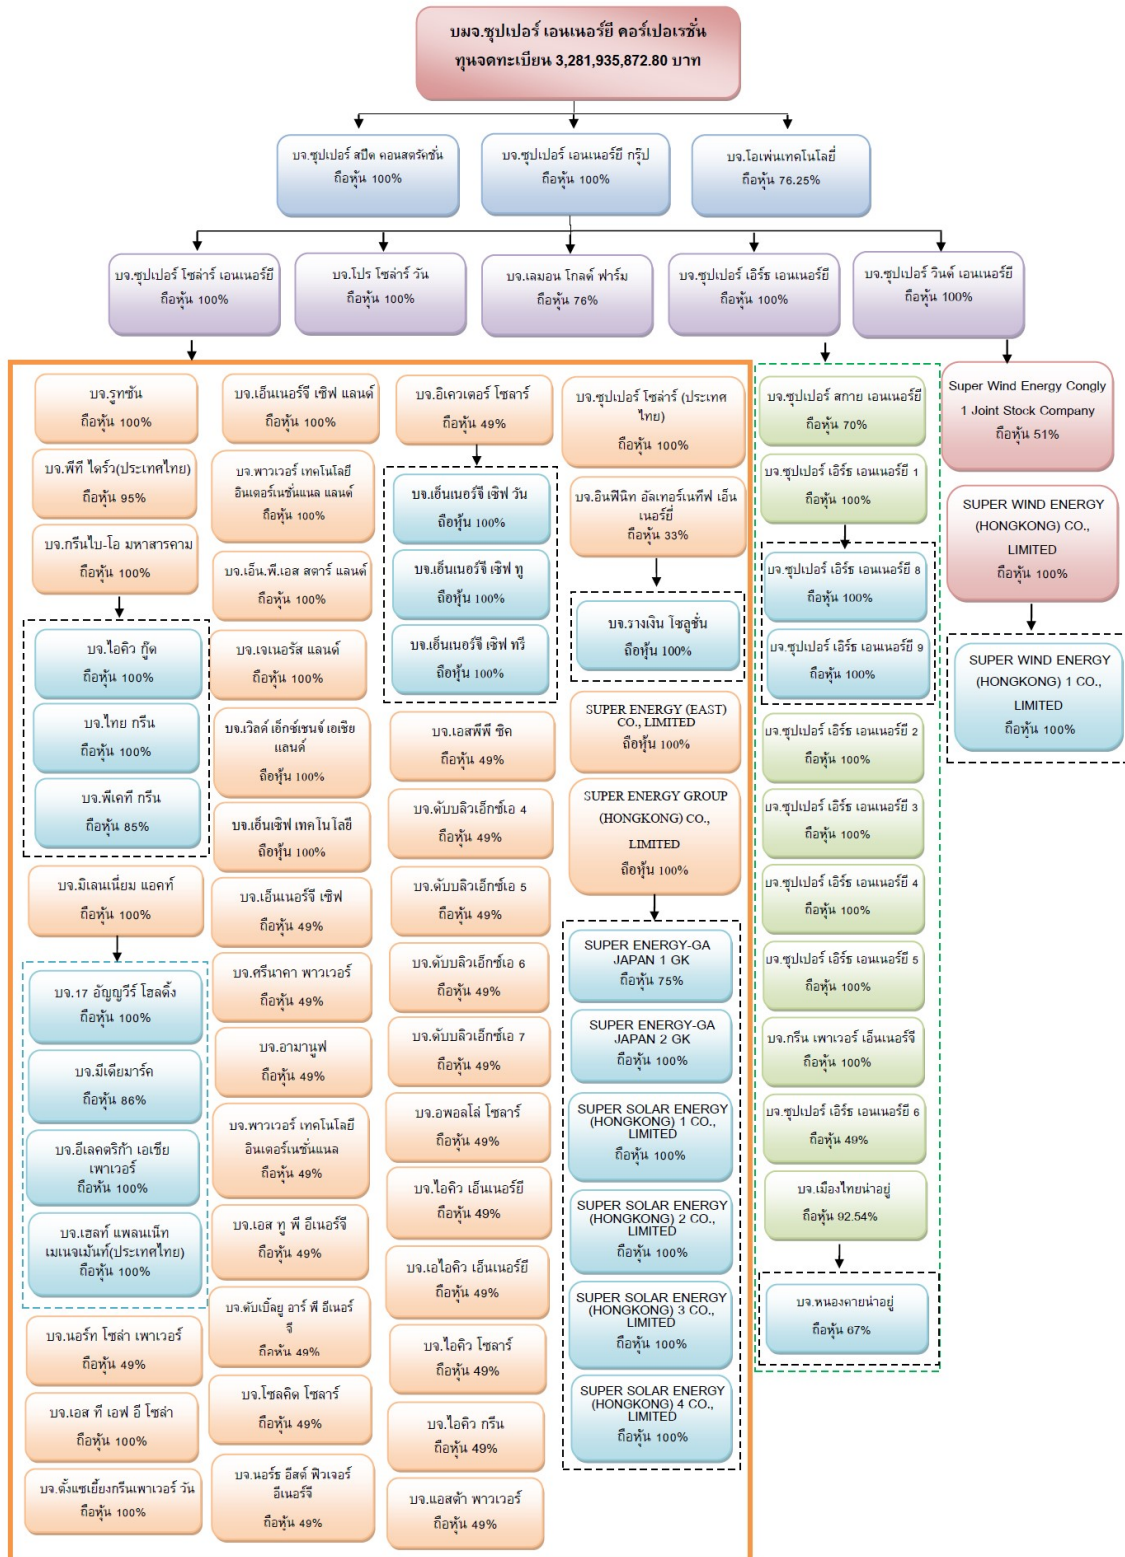 บมจ.ซุปเปอร์ เอนเนอร์ยี คอร์เปอเรชั่น
ทุนจดทะเบียน 3,281,935,872.80 บาท
บจ.ซุปเปอร์ สปีด คอนสตรัคชั่น
ถือหุ้น 100%
บจ.ซุปเปอร์ เอนเนอร์ยี กรุ๊ป
ถือหุ้น 100%
บจ.โอเพ่นเทคโนโลยี่
ถือหุ้น 76.25%
บจ.ซุปเปอร์ โซล่าร์ เอนเนอร์ยี
ถือหุ้น 100%
บจ.โปร โซล่าร์ วัน
ถือหุ้น 100%
บจ.เลมอน โกลด์ ฟาร์ม
ถือหุ้น 76%
บจ.ซุปเปอร์ เอิร์ธ เอนเนอร์ยี
ถือหุ้น 100%
บจ.ซุปเปอร์ วินด์ เอนเนอร์ยี
ถือหุ้น 100%
บจ.รูทซัน
ถือหุ้น 100%
บจ.พีที ไดร้ว(ประเทศไทย)
ถือหุ้น 95%
บจ.กรีนไบ-โอ มหาสารคาม
ถือหุ้น 100%
บจ.ไอคิว กู๊ด
ถือหุ้น 100%
บจ.ไทย กรีน
ถือหุ้น 100%
บจ.พีเคที กรีน
ถือหุ้น 85%
บจ.มิเลนเนี่ยม แอคท์
ถือหุ้น 100%
บจ.17 อัญญวีร์ โฮลดิ้ง
ถือหุ้น 100%
บจ.มีเดียมาร์ค
ถือหุ้น 86%
บจ.อีเลคตริก้า เอเชีย
เพาเวอร์
ถือหุ้น 100%
บจ.เฮลท์ แพลนเน็ท
เมเนจเม้นท์(ประเทศไทย)
ถือหุ้น 100%
บจ.นอร์ท โซล่า เพาเวอร์
ถือหุ้น 49%
บจ.เอส ที เอฟ อี โซล่า
ถือหุ้น 100%
บจ.ตั้งแซเยี้ยงกรีนเพาเวอร์ วัน
ถือหุ้น 100%
บจ.เอ็นเนอร์จี เซิฟ แลนด์
ถือหุ้น 100%
บจ.พาวเวอร์ เทคโนโลยี
อินเตอร์เนชั่นแนล แลนด์
ถือหุ้น 100%
บจ.เอ็น.พี.เอส สตาร์ แลนด์
ถือหุ้น 100%
บจ.เจเนอรัส แลนด์
ถือหุ้น 100%
บจ.เวิลด์ เอ็กซ์เชนจ์ เอเชีย
แลนด์
ถือหุ้น 100%
บจ.เอ็นเซิฟ เทคโนโลยี
ถือหุ้น 100%
บจ.เอ็นเนอร์จี เซิฟ
ถือหุ้น 49%
บจ.ศรีนาคา พาวเวอร์
ถือหุ้น 49%
บจ.อามานูฟ
ถือหุ้น 49%
บจ.พาวเวอร์ เทคโนโลยี
อินเตอร์เนชั่นแนล
ถือหุ้น 49%
บจ.เอส ทู พี อีเนอร์จี
ถือหุ้น 49%
บจ.ดับเบิ้ลยู อาร์ พี อีเนอร์
จี
ถือหุ้น 49%
บจ.โซลคิด โซลาร์
ถือหุ้น 49%
บจ.นอร์ธ อีสต์ ฟิวเจอร์
อีเนอร์จี
ถือหุ้น 49%
บจ.อิเควเตอร์ โซลาร์
ถือหุ้น 49%
บจ.เอ็นเนอร์จี เซิฟ วัน
ถือหุ้น 100%
บจ.เอ็นเนอร์จี เซิฟ ทู
ถือหุ้น 100%
บจ.เอ็นเนอร์จี เซิฟ ทรี
ถือหุ้น 100%
บจ.เอสพีพี ซิค
ถือหุ้น 49%
บจ.ดับบลิวเอ็กซ์เอ 4
ถือหุ้น 49%
บจ.ดับบลิวเอ็กซ์เอ 5
ถือหุ้น 49%
บจ.ดับบลิวเอ็กซ์เอ 6
ถือหุ้น 49%
บจ.ดับบลิวเอ็กซ์เอ 7
ถือหุ้น 49%
บจ.อพอลโล่ โซลาร์
ถือหุ้น 49%
บจ.ไอคิว เอ็นเนอร์ยี
ถือหุ้น 49%
บจ.เอไอคิว เอ็นเนอร์ยี
ถือหุ้น 49%
บจ.ไอคิว โซลาร์
ถือหุ้น 49%
บจ.ไอคิว กรีน
ถือหุ้น 49%
บจ.แอสด้า พาวเวอร์
ถือหุ้น 49%
บจ.ซุปเปอร์ โซล่าร์ (ประเทศ
ไทย)
ถือหุ้น 100%
บจ.อินฟินิท อัลเทอร์เนทีฟ เอ็น
เนอร์ยี่
ถือหุ้น 33%
บจ.รางเงิน โซลูชั่น
ถือหุ้น 100%
SUPER ENERGY (EAST)
CO., LIMITED
ถือหุ้น 100%
SUPER ENERGY GROUP
(HONGKONG) CO.,
LIMITED
ถือหุ้น 100%
SUPER ENERGY-GA
JAPAN 1 GK
ถือหุ้น 75%
SUPER ENERGY-GA
JAPAN 2 GK
ถือหุ้น 100%
SUPER SOLAR ENERGY
(HONGKONG) 1 CO.,
LIMITED
ถือหุ้น 100%
SUPER SOLAR ENERGY
(HONGKONG) 2 CO.,
LIMITED
ถือหุ้น 100%
SUPER SOLAR ENERGY
(HONGKONG) 3 CO.,
LIMITED
ถือหุ้น 100%
SUPER SOLAR ENERGY
(HONGKONG) 4 CO.,
LIMITED
ถือหุ้น 100%
บจ.ซุปเปอร์ สกาย เอนเนอร์ยี
ถือหุ้น 70%
บจ.ซุปเปอร์ เอิร์ธ เอนเนอร์ยี 1
ถือหุ้น 100%
บจ.ซุปเปอร์ เอิร์ธ เอนเนอร์ยี 8
ถือหุ้น 100%
บจ.ซุปเปอร์ เอิร์ธ เอนเนอร์ยี 9
ถือหุ้น 100%
บจ.ซุปเปอร์ เอิร์ธ เอนเนอร์ยี 2
ถือหุ้น 100%
บจ.ซุปเปอร์ เอิร์ธ เอนเนอร์ยี 3
ถือหุ้น 100%
บจ.ซุปเปอร์ เอิร์ธ เอนเนอร์ยี 4
ถือหุ้น 100%
บจ.ซุปเปอร์ เอิร์ธ เอนเนอร์ยี 5
ถือหุ้น 100%
บจ.กรีน เพาเวอร์ เอ็นเนอร์จี
ถือหุ้น 100%
บจ.ซุปเปอร์ เอิร์ธ เอนเนอร์ยี 6
ถือหุ้น 49%
บจ.เมืองไทยน่าอยู่
ถือหุ้น 92.54%
บจ.หนองคายน่าอยู่
ถือหุ้น 67%
Super Wind Energy Congly
1 Joint Stock Company
ถือหุ้น 51%
SUPER WIND ENERGY
(HONGKONG) CO.,
LIMITED
ถือหุ้น 100%
SUPER WIND ENERGY
(HONGKONG) 1 CO.,
LIMITED
ถือหุ้น 100%